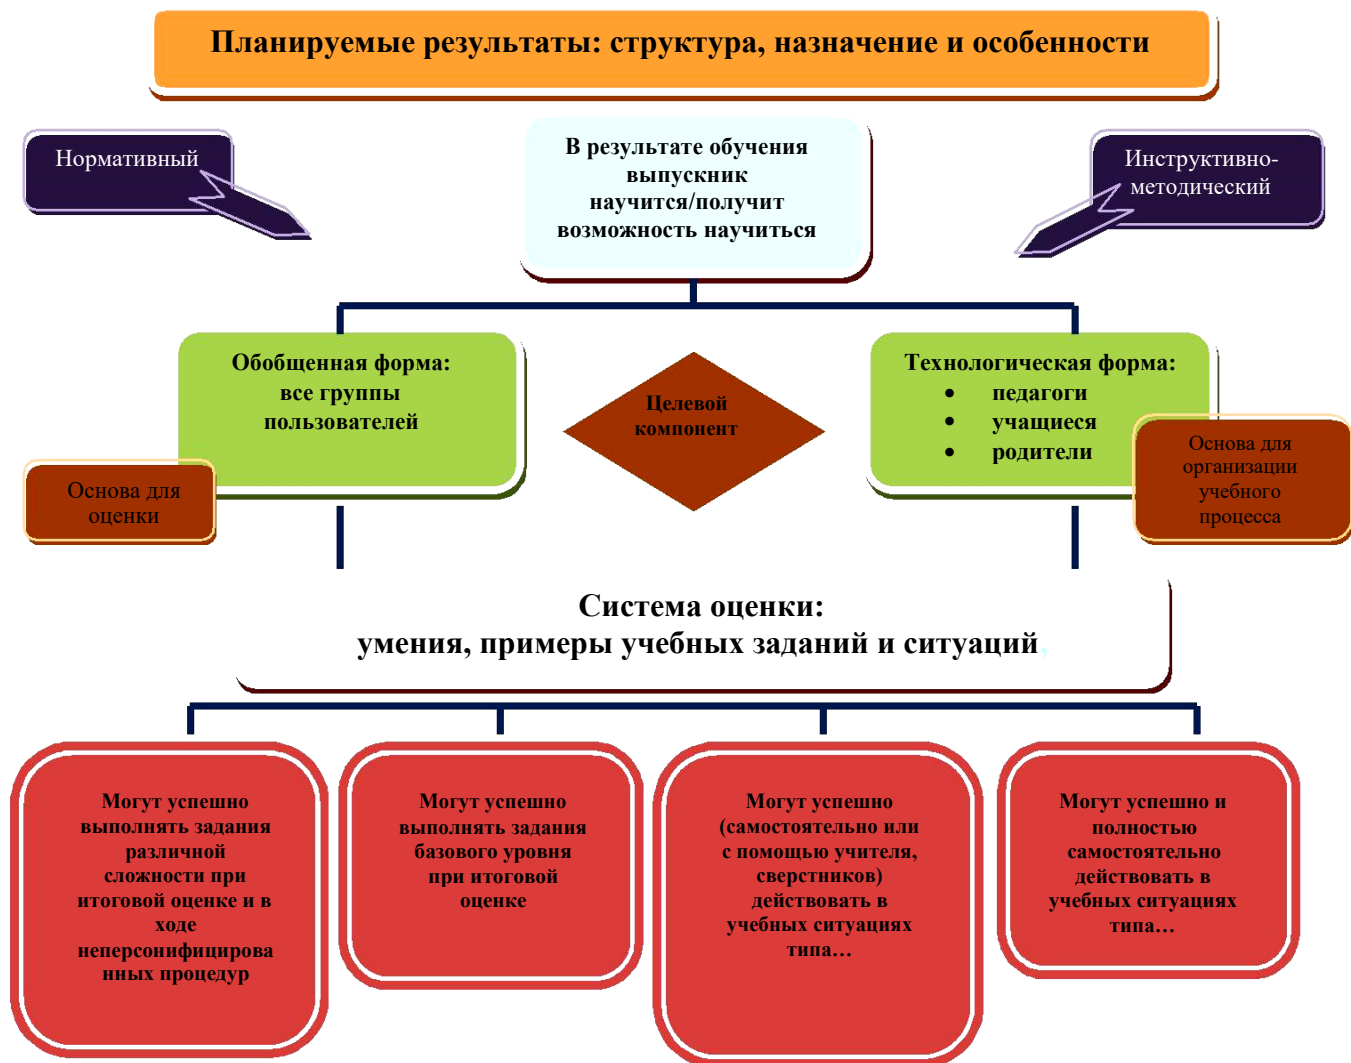 Планируемые результаты: структура, назначение и особенности
Нормативный
В результате обучения
выпускник
научится/получит
возможность научиться
Инструктивно-
методический
Обобщенная форма:
все группы
пользователей
Целевой
компонент
Технологическая форма:
• педагоги
• учащиеся
• родители
Основа для
оценки
Основа для
организации
учебного
процесса
Система оценки:
умения, примеры учебных заданий и ситуаций,
Могут успешно
выполнять задания
различной
сложности при
итоговой оценке и в
ходе
неперсонифицирова
нных процедур
Могут успешно
выполнять задания
базового уровня
при итоговой
оценке
Могут успешно
(самостоятельно или
с помощью учителя,
сверстников)
действовать в
учебных ситуациях
типа…
Могут успешно и
полностью
самостоятельно
действовать в
учебных ситуациях
типа…